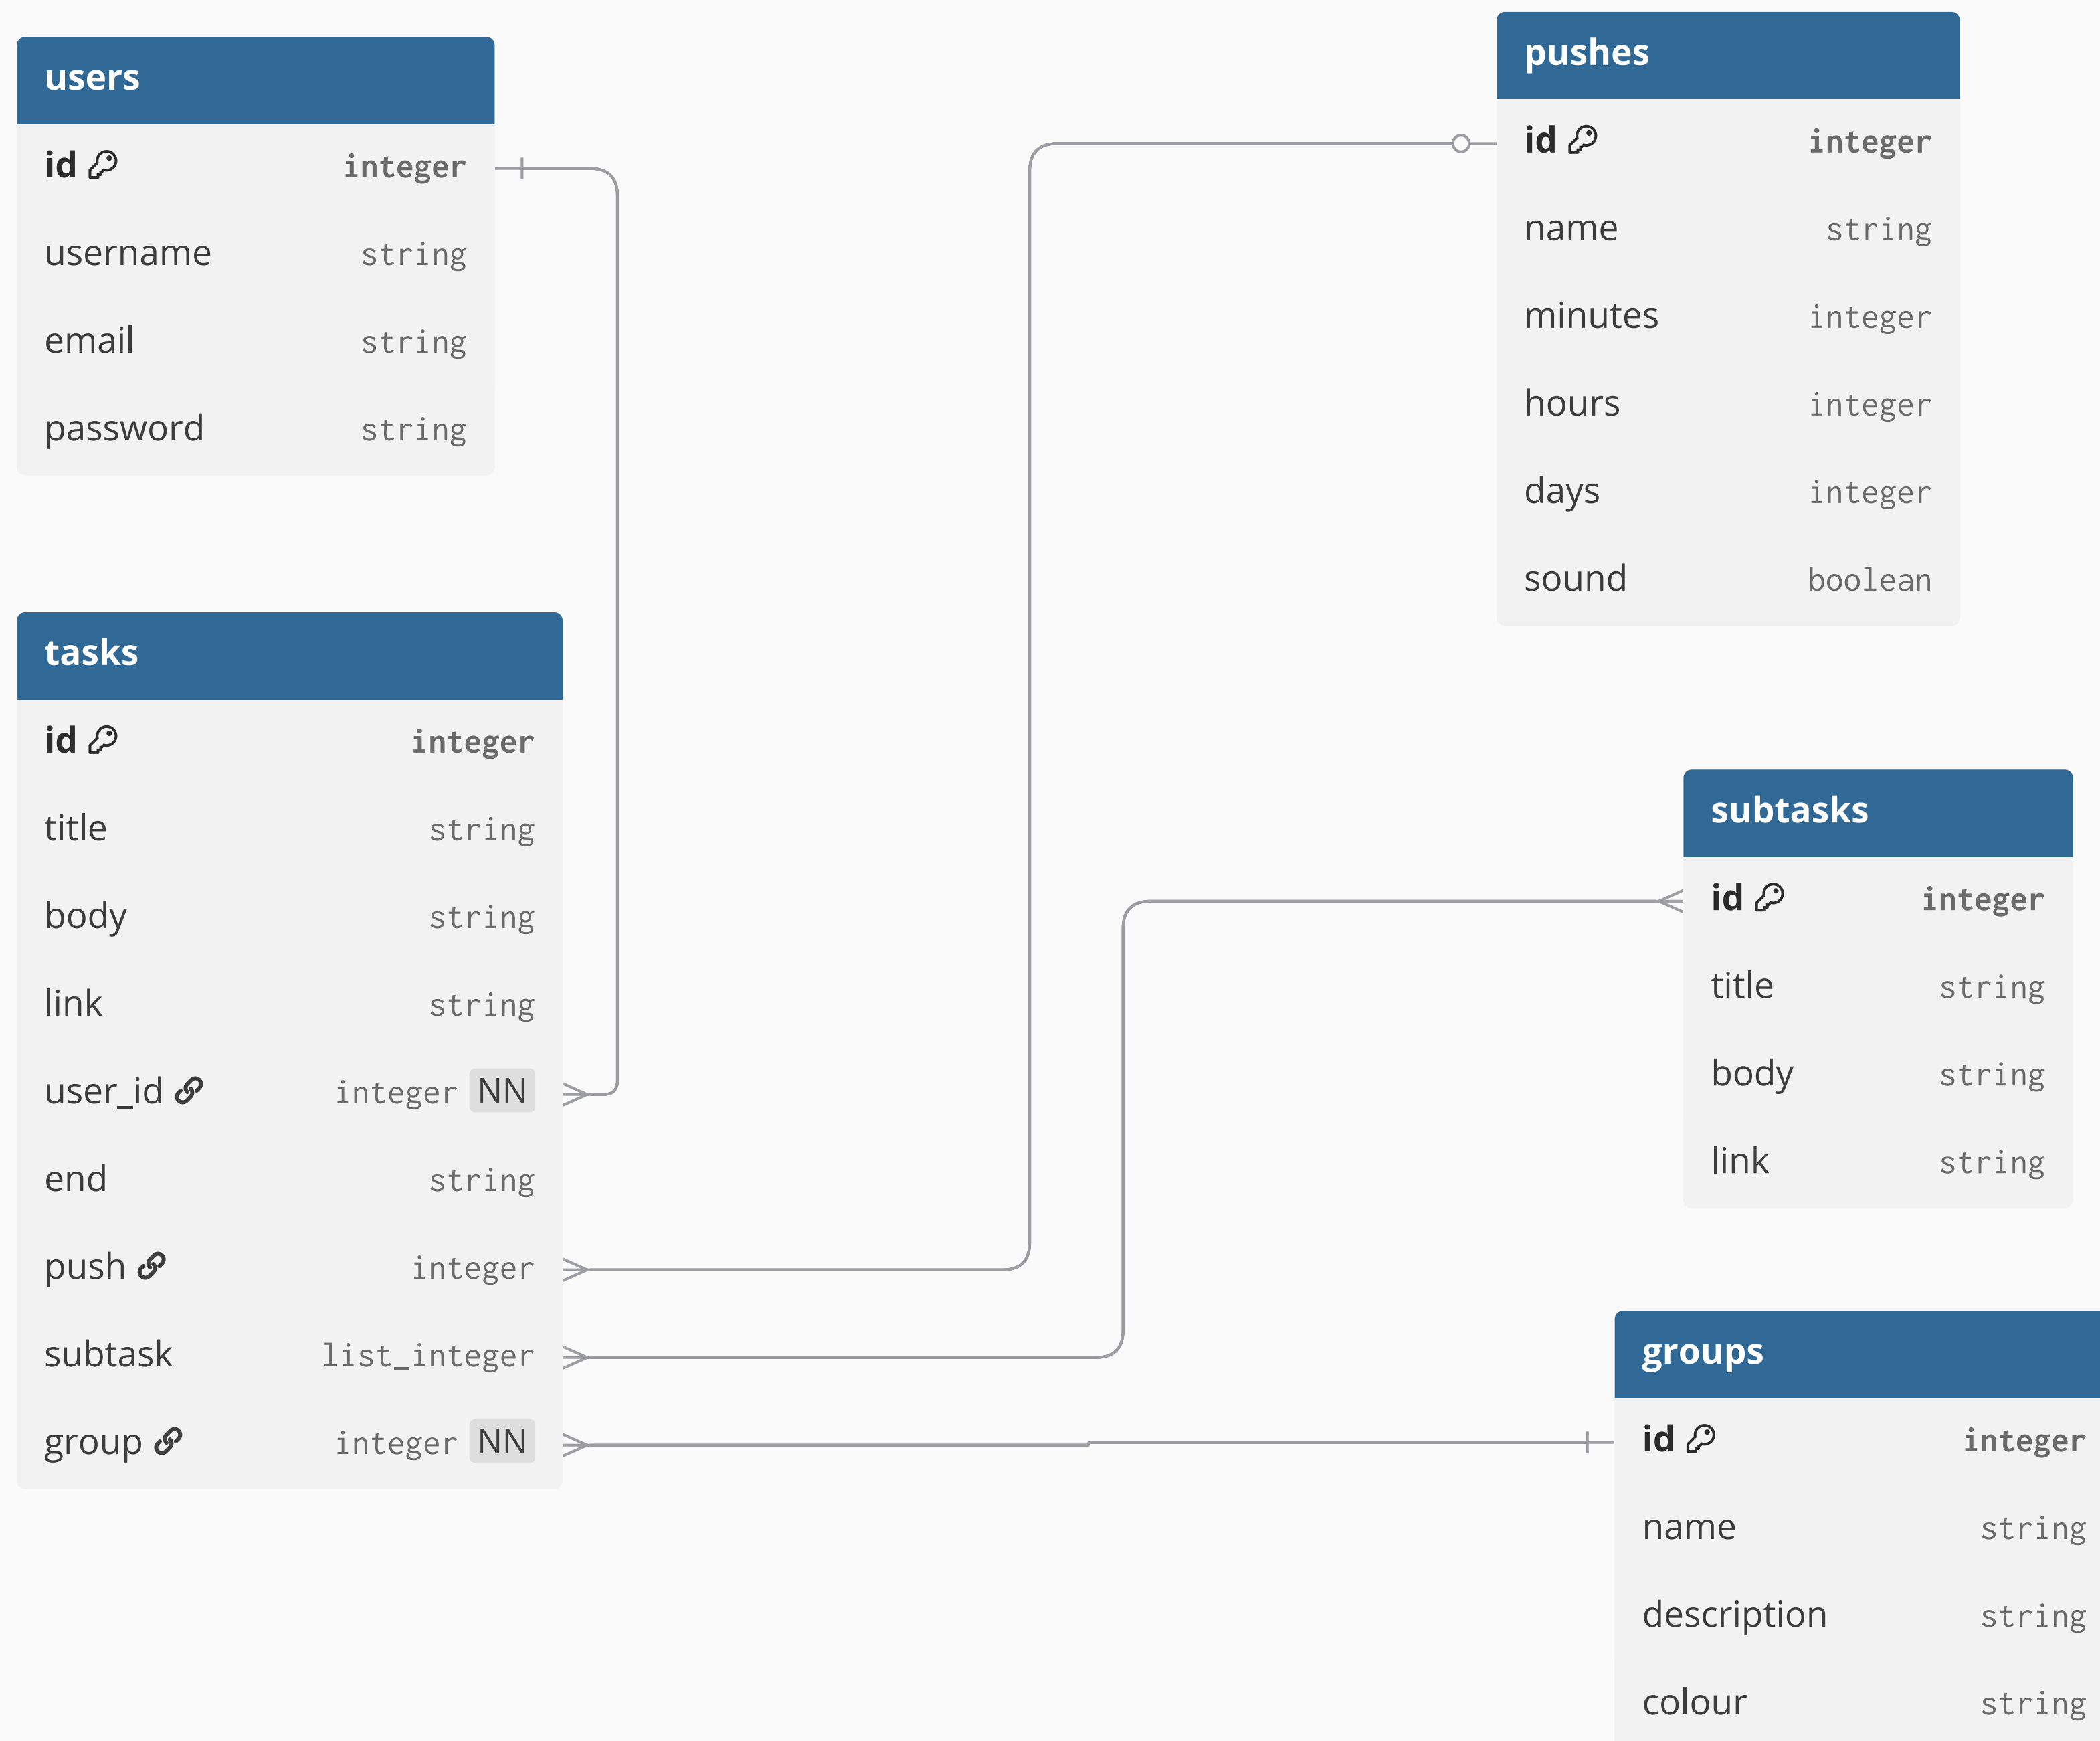 users
id integer
username string
email string
password string
tasks
id integer
title string
body string
link string
user_id integer NN
end string
push integer
subtask list_integer
group integer NN
pushes
id integer
name string
minutes integer
hours integer
days integer
sound boolean
subtasks
id integer
title string
body string
link string
groups
id integer
name string
description string
colour string